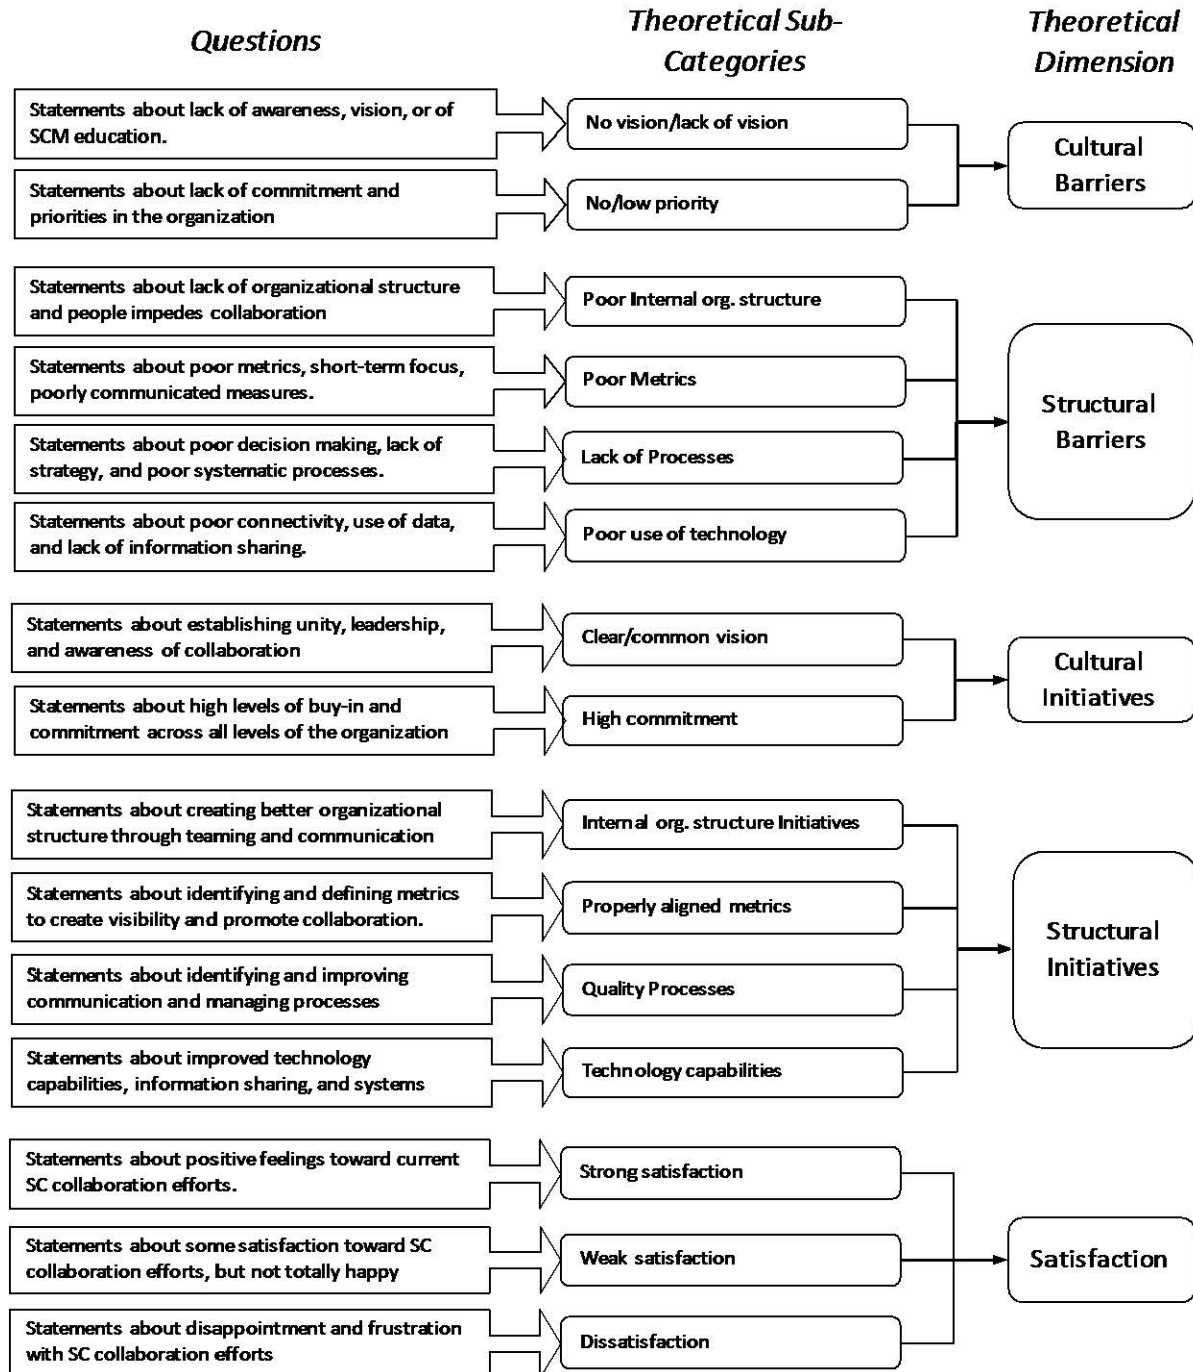 Questions
Theoretical Sub-
Categories
Theoretical
Dimension
Statements about lack of awareness, vision, or of
SCM education.
No vision/lack of vision
Statements about lack of commitment and
priorities in the organization
No/low priority
Cultural
Barriers
Statements about lack of organizational structure
and people impedes collaboration
Poor Internal org. structure
Statements about poor metrics, short-term focus,
poorly communicated measures.
Poor Metrics
Statements about poor decision making, lack of
strategy, and poor systematic processes.
Lack of Processes
Statements about poor connectivity, use of data,
and lack of information sharing.
Poor use of technology
Structural
Barriers
Statements about establishing unity, leadership,
and awareness of collaboration
Clear/common vision
Statements about high levels of buy-in and
commitment across all levels of the organization
High commitment
Cultural
Initiatives
Statements about creating better organizational
structure through teaming and communication
Internal org. structure Initiatives
Statements about identifying and defining metrics
to create visibility and promote collaboration.
Properly aligned metrics
Statements about identifying and improving
communication and managing processes
Quality Processes
Statements about improved technology
capabilities, information sharing, and systems
Technology capabilities
Structural
Initiatives
Statements about positive feelings toward current
SC collaboration efforts.
Strong satisfaction
Statements about some satisfaction toward SC
collaboration efforts, but not totally happy
Weak satisfaction
Statements about disappointment and frustration
with SC collaboration efforts
Dissatisfaction
Satisfaction